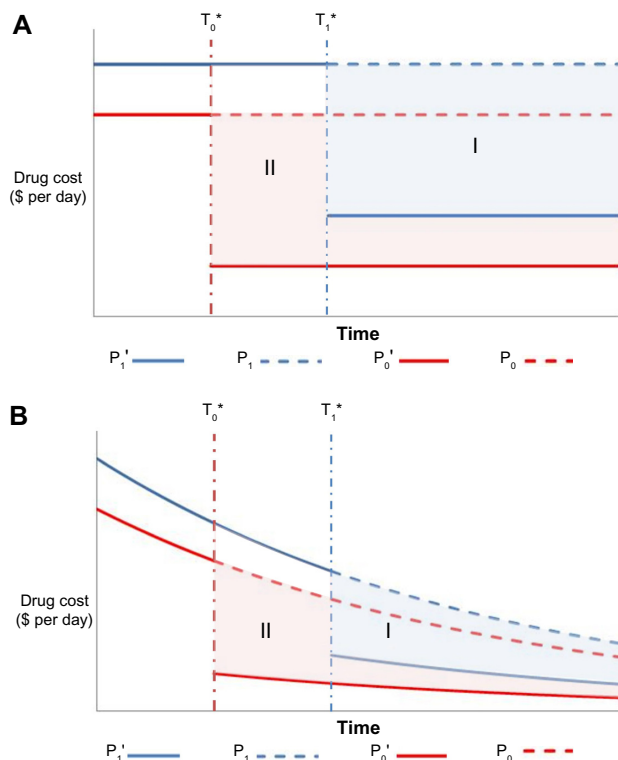 A
T₀* T₁*
I
II
Drug cost
($ per day)
Time
P₁' P₁ P₀' P₀
B
T₀* T₁*
Drug cost
($ per day)
II I
Time
P₁' P₁ P₀' P₀